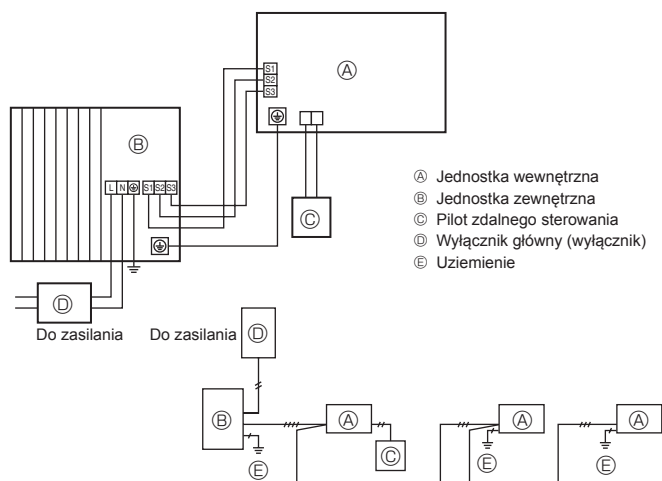 S1
S2
S3
Ⓐ
Ⓑ
L N S1 S2 S3
Ⓒ
Ⓐ Jednostka wewnętrzna
Ⓑ Jednostka zewnętrzna
Ⓒ Pilot zdalnego sterowania
Ⓓ Wyłącznik główny (wyłącznik)
Ⓔ Uziemienie
Ⓓ
Do zasilania
Do zasilania
Ⓓ
Ⓑ
Ⓐ
Ⓐ
Ⓐ
Ⓒ
Ⓔ
Ⓔ
Ⓔ